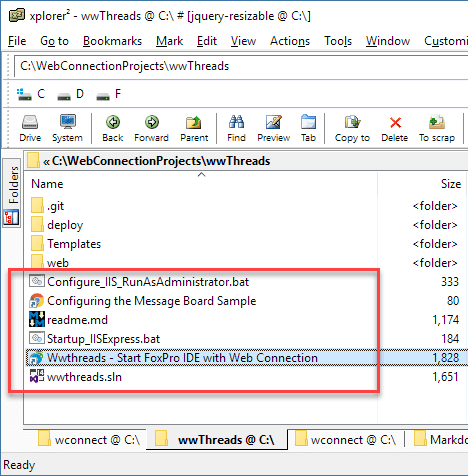 xplorer² - wwThreads @ C:\ # [jquery-resizable @ C:\]
File Go to Bookmarks Edit View Actions Mark Window Customi
C:\WebConnectionProjects\wwThreads
C D F
Drive System Back Forward Parent Find Preview Tab Copy to Delete To scrap
Folders
« C:\WebConnectionProjects\wwThreads
Name Size
.git <folder>
deploy <folder>
Templates <folder>
web <folder>
Configure_IIS_RunAsAdministrator.bat 333
Configuring the Message Board Sample 80
readme.md 1,174
Startup_IISExpress.bat 184
Wwthreads - Start FoxPro IDE with Web Connection 1,828
wwthreads.sln 1,651
wconnect @ C:\ wwThreads @ C:\ wconnect @ C:\ Markdo
Ready